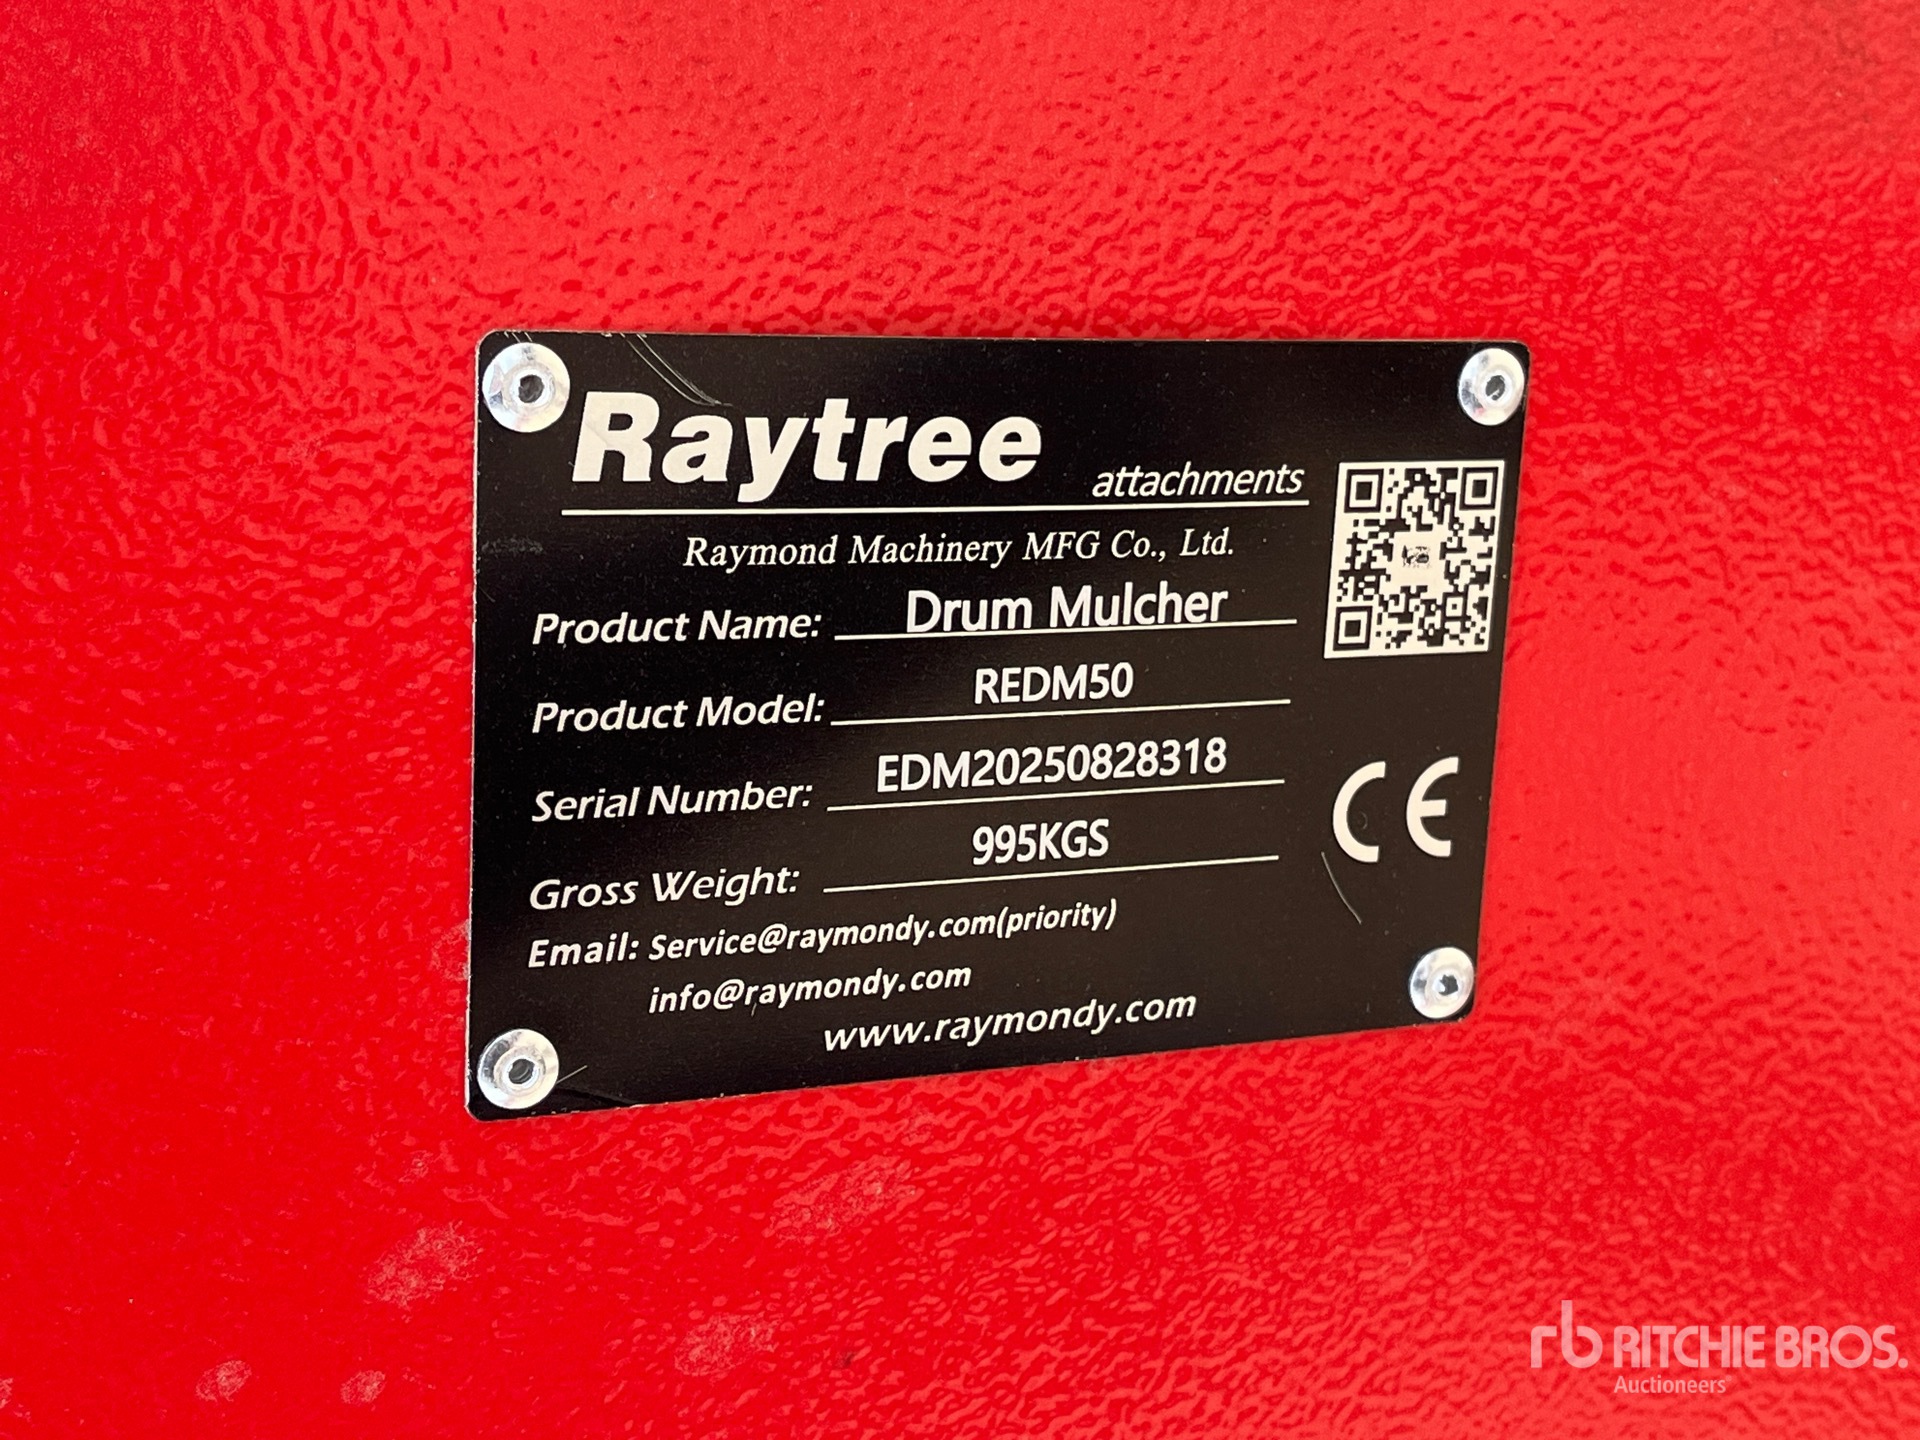 Raytree attachments
Raymond Machinery MFG Co., Ltd.
Product Name: Drum Mulcher
Product Model: REDM50
Serial Number: EDM20250828318
Gross Weight: 995KGS
Email: Service@raymondy.com(priority)
info@raymondy.com
www.raymondy.com
CE
rb RITCHIE BROS.
Auctioneers